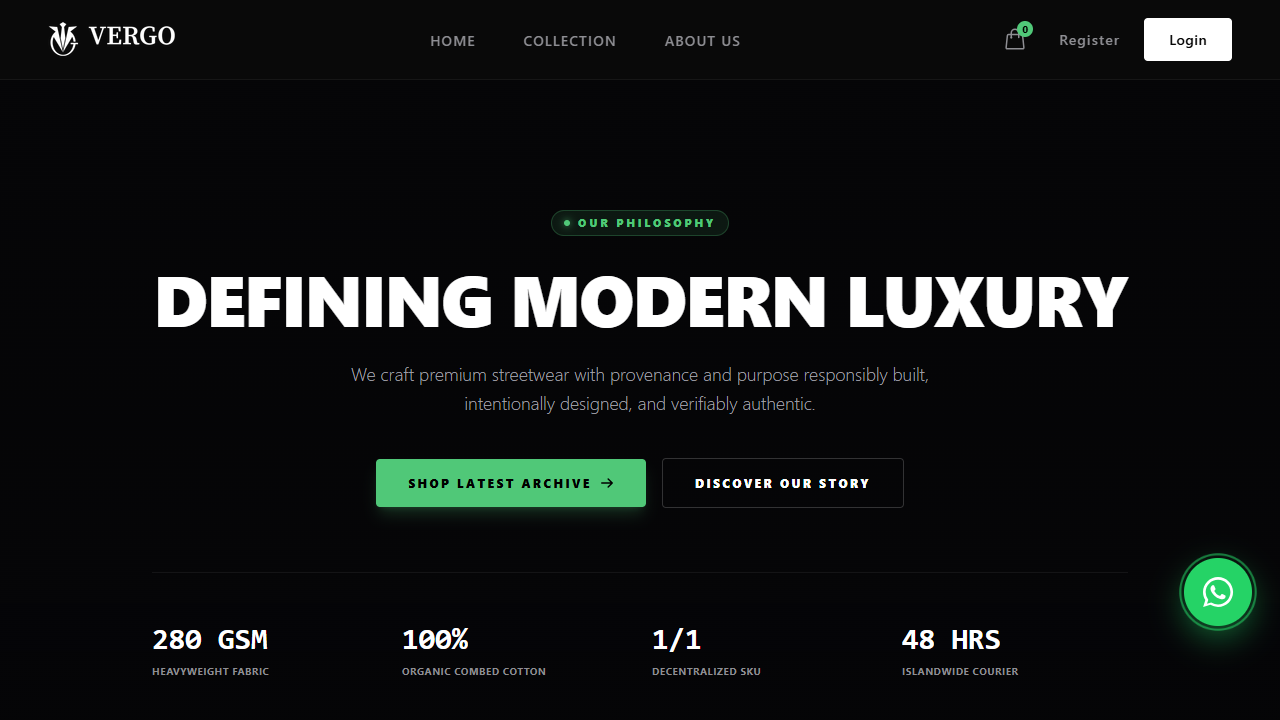 VERGO
HOME COLLECTION ABOUT US
0
Register
Login
OUR PHILOSOPHY
DEFINING MODERN LUXURY
We craft premium streetwear with provenance and purpose responsibly built,
intentionally designed, and verifiably authentic.
SHOP LATEST ARCHIVE →
DISCOVER OUR STORY
280 GSM
HEAVYWEIGHT FABRIC
100%
ORGANIC COMBED COTTON
1/1
DECENTRALIZED SKU
48 HRS
ISLANDWIDE COURIER